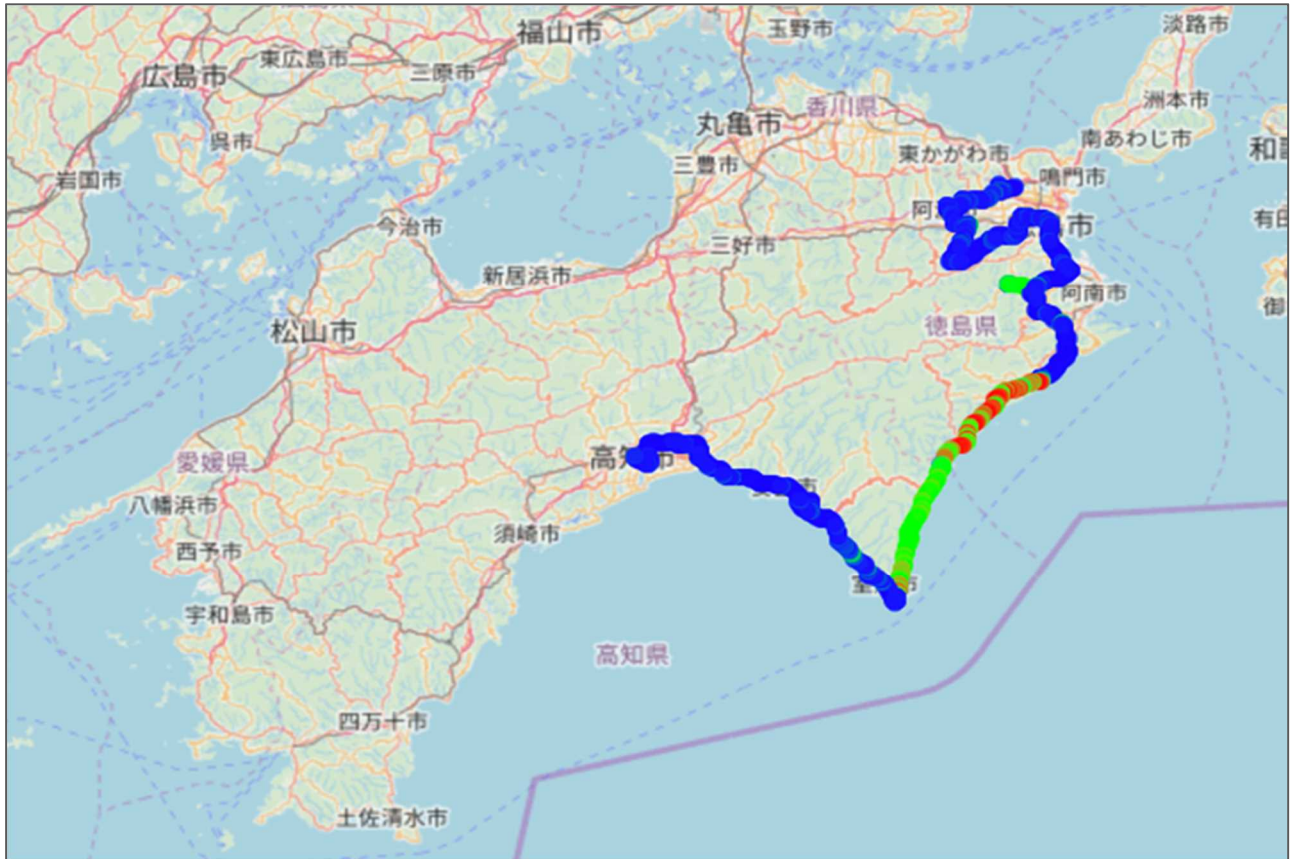 福山市
玉野市
淡路市
広島市
東広島市
三原市
洲本市
香川県
丸亀市
呉市
南あわじ市
東かがわ市
三豊市
岩国市
鳴門市
阿
今治市
有田
市
三好市
新居浜市
阿南市
御
松山市
徳島県
高知市
愛媛県
市
八幡浜市
須崎市
西予市
室戸市
宇和島市
高知県
四万十市
土佐清水市